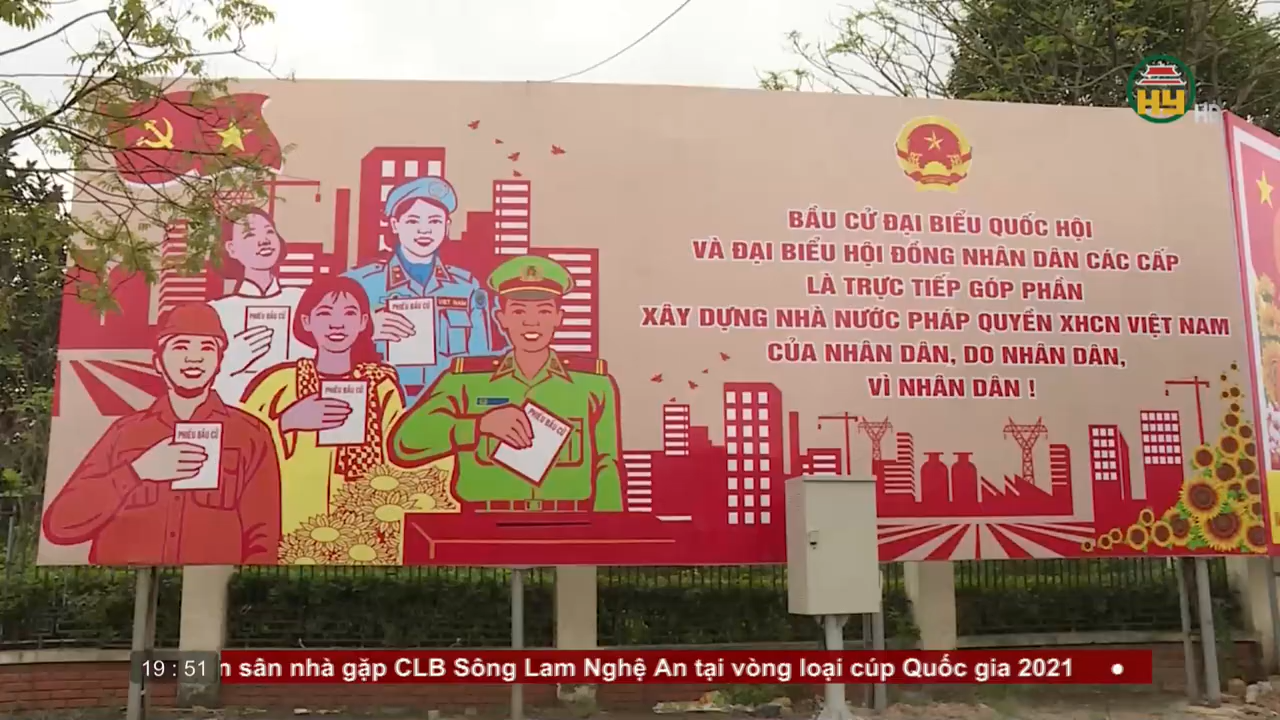 HY HD
BẦU CỬ ĐẠI BIỂU QUỐC HỘI
VÀ ĐẠI BIỂU HỘI ĐỒNG NHÂN DÂN CÁC CẤP
LÀ TRỰC TIẾP GÓP PHẦN
XÂY DỰNG NHÀ NƯỚC PHÁP QUYỀN XHCN VIỆT NAM
CỦA NHÂN DÂN, DO NHÂN DÂN,
VÌ NHÂN DÂN !
VIỆT NAM
PHIẾU BẦU CỬ
PHIẾU BẦU CỬ
PHIẾU BẦU CỬ
PHIẾU BẦU CỬ
PHIẾU BẦU CỬ
19 : 51 sân nhà gặp CLB Sông Lam Nghệ An tại vòng loại cúp Quốc gia 2021